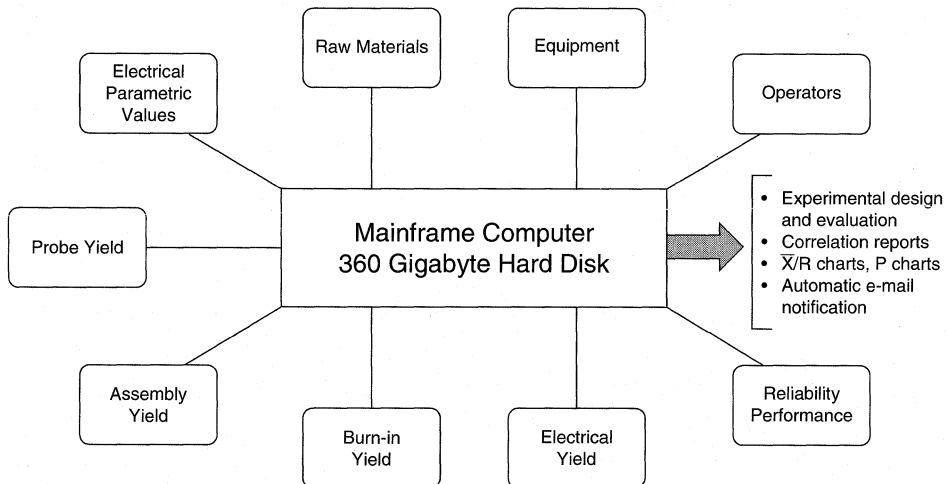 Raw Materials
Equipment
Electrical
Parametric
Values
Operators
Probe Yield
Mainframe Computer
360 Gigabyte Hard Disk
• Experimental design
and evaluation
• Correlation reports
• X̅/R charts, P charts
• Automatic e-mail
notification
Assembly
Yield
Burn-in
Yield
Electrical
Yield
Reliability
Performance